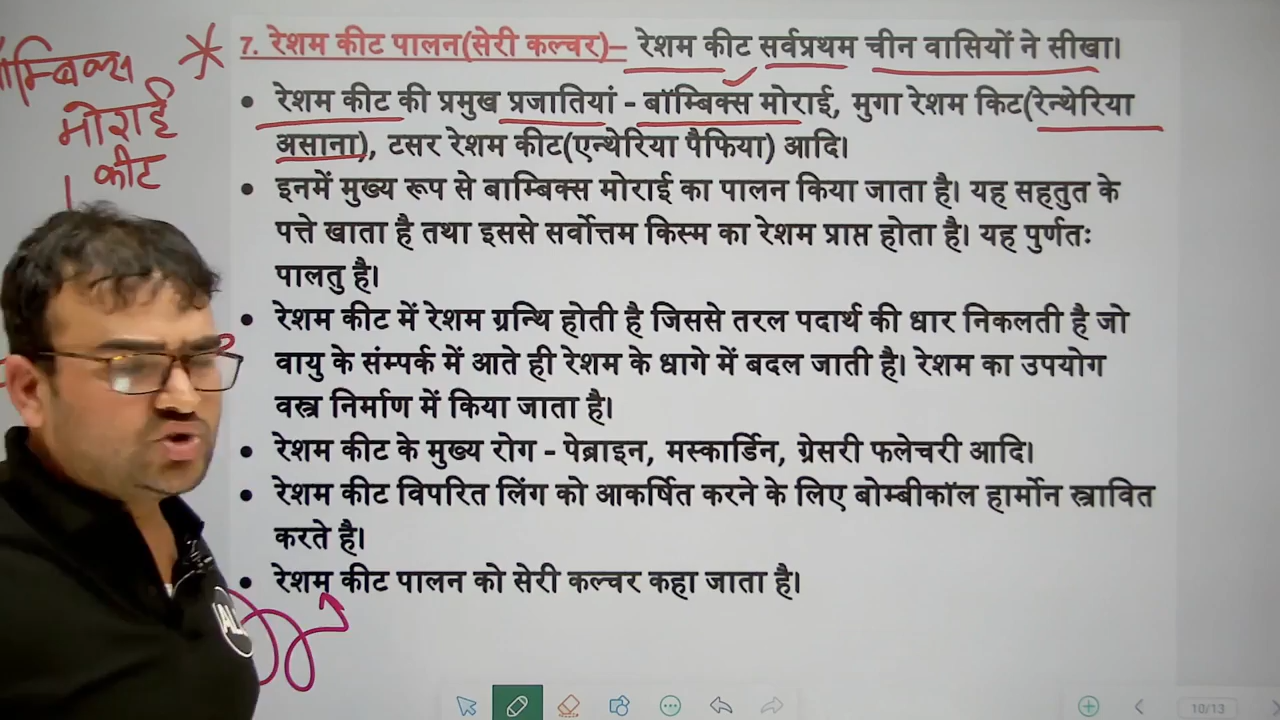 बॉम्बिक्स
मोराई
कीट
7. रेशम कीट पालन(सेरी कल्चर)– रेशम कीट सर्वप्रथम चीन वासियों ने सीखा।
• रेशम कीट की प्रमुख प्रजातियां - बॉम्बिक्स मोराई, मुगा रेशम किट(रेन्थेरिया
असाना), टसर रेशम कीट(एन्थेरिया पैफिया) आदि।
• इनमें मुख्य रूप से बाम्बिक्स मोराई का पालन किया जाता है। यह सहतुत के
पत्ते खाता है तथा इससे सर्वोत्तम किस्म का रेशम प्राप्त होता है। यह पुर्णतः
पालतु है।
• रेशम कीट में रेशम ग्रन्थि होती है जिससे तरल पदार्थ की धार निकलती है जो
वायु के संम्पर्क में आते ही रेशम के धागे में बदल जाती है। रेशम का उपयोग
वस्त्र निर्माण में किया जाता है।
• रेशम कीट के मुख्य रोग - पेब्राइन, मस्कार्डिन, ग्रेसरी फलेचरी आदि।
• रेशम कीट विपरित लिंग को आकर्षित करने के लिए बोम्बीकॉल हार्मोन स्त्रावित
करते है।
• रेशम कीट पालन को सेरी कल्चर कहा जाता है।
10/13